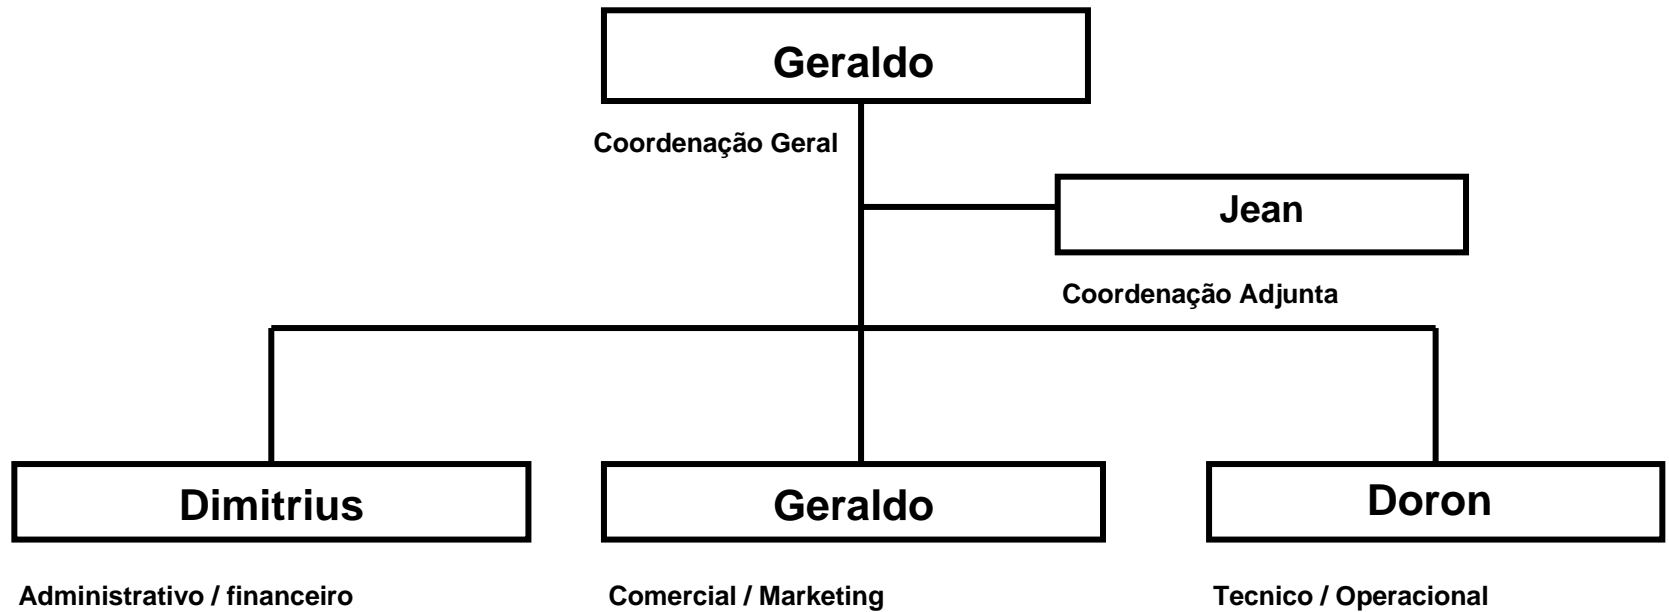 Geraldo
Coordenação Geral
Jean
Coordenação Adjunta
Dimitrius
Geraldo
Doron
Administrativo / financeiro
Comercial / Marketing
Tecnico / Operacional